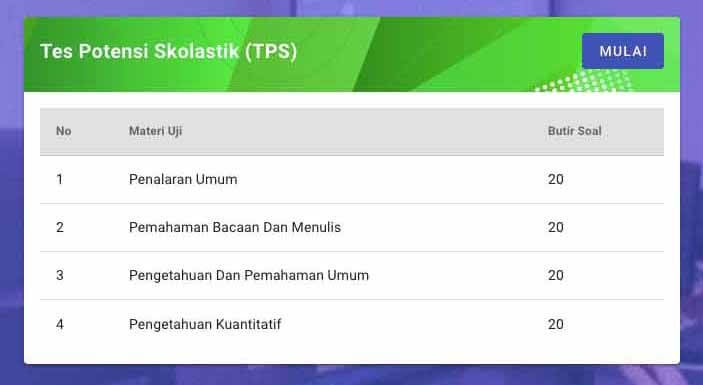 Tes Potensi Skolastik (TPS) MULAI
No Materi Uji Butir Soal
1 Penalaran Umum 20
2 Pemahaman Bacaan Dan Menulis 20
3 Pengetahuan Dan Pemahaman Umum 20
4 Pengetahuan Kuantitatif 20